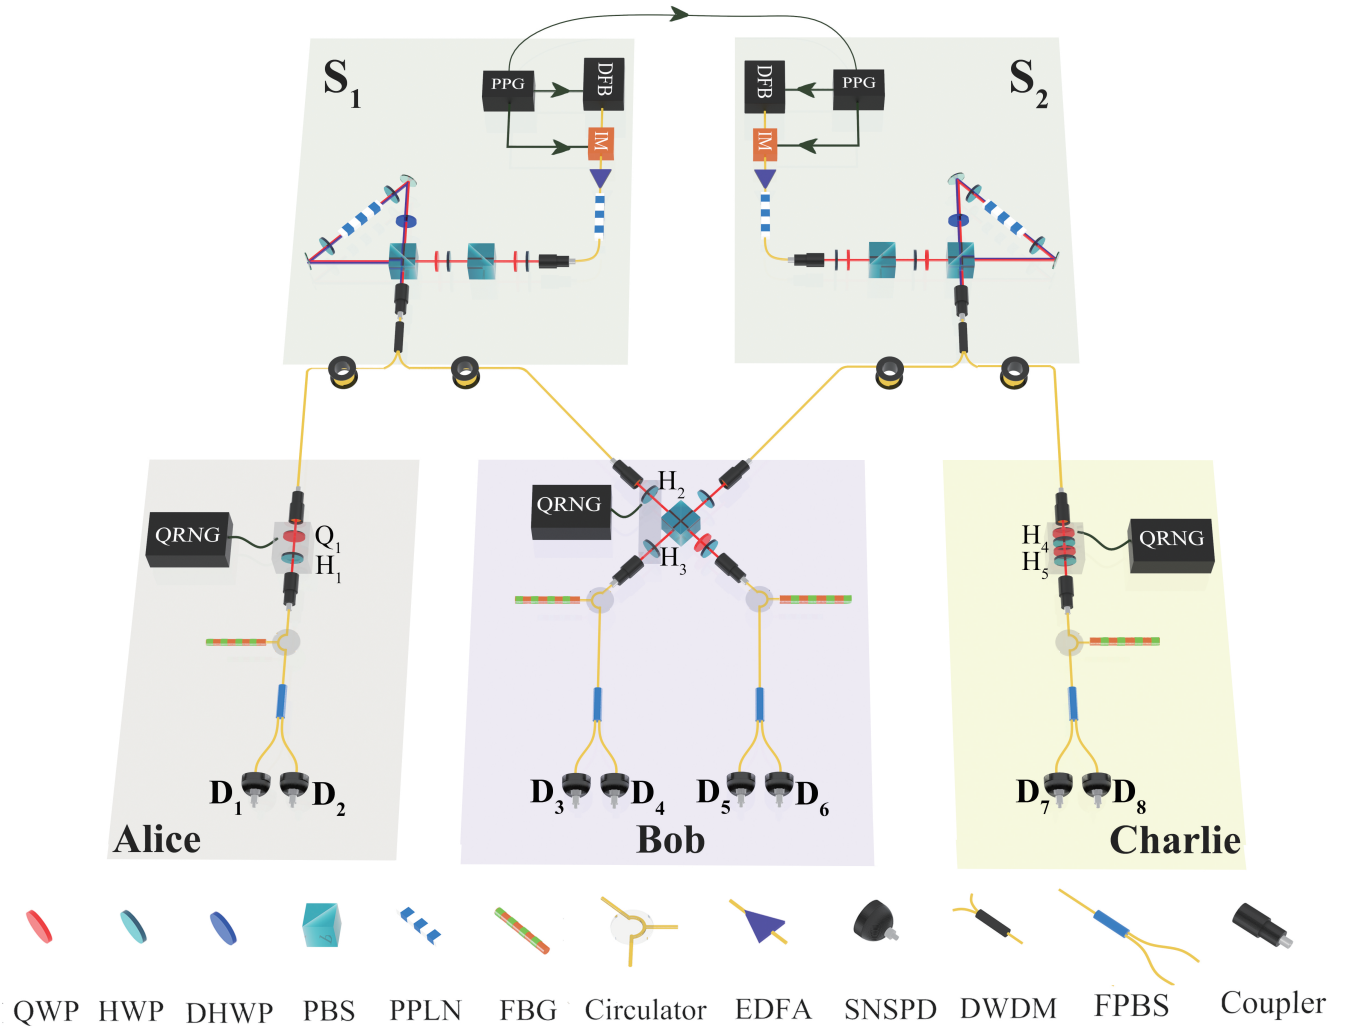 S1
PPG
DFB
IM
S2
DFB
PPG
IM
QRNG
Q1
H1
QRNG
H2
H3
H4
H5
QRNG
D1
D2
D3
D4
D5
D6
D7
D8
Alice
Bob
Charlie
QWP
HWP
DHWP
PBS
PPLN
FBG
Circulator
EDFA
SNSPD
DWDM
FPBS
Coupler